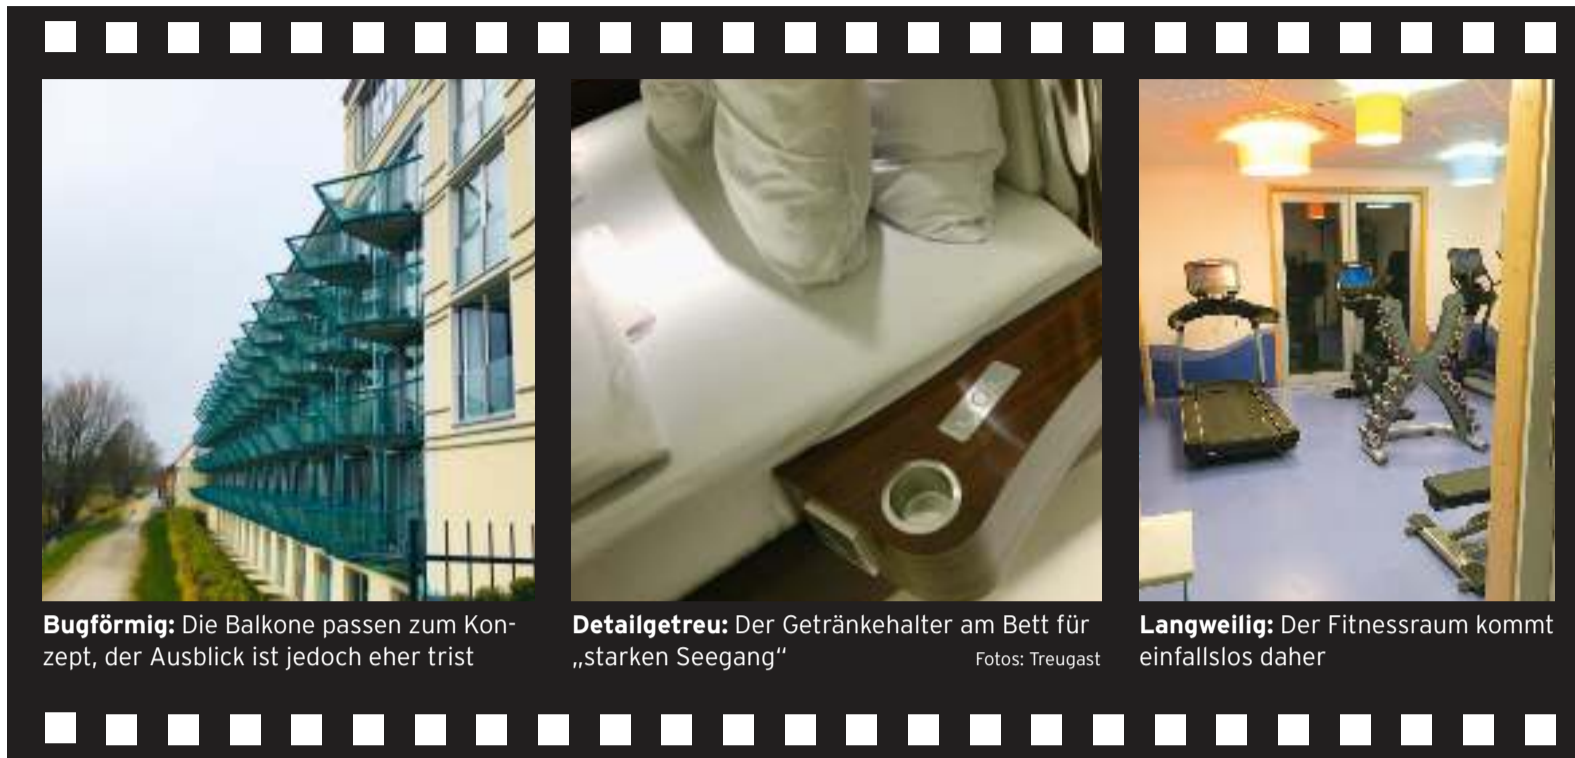 Bugförmig: Die Balkone passen zum Kon-
zept, der Ausblick ist jedoch eher trist
Detailgetreu: Der Getränkehalter am Bett für
„starken Seegang“
Fotos: Treugast
Langweilig: Der Fitnessraum kommt
einfallslos daher